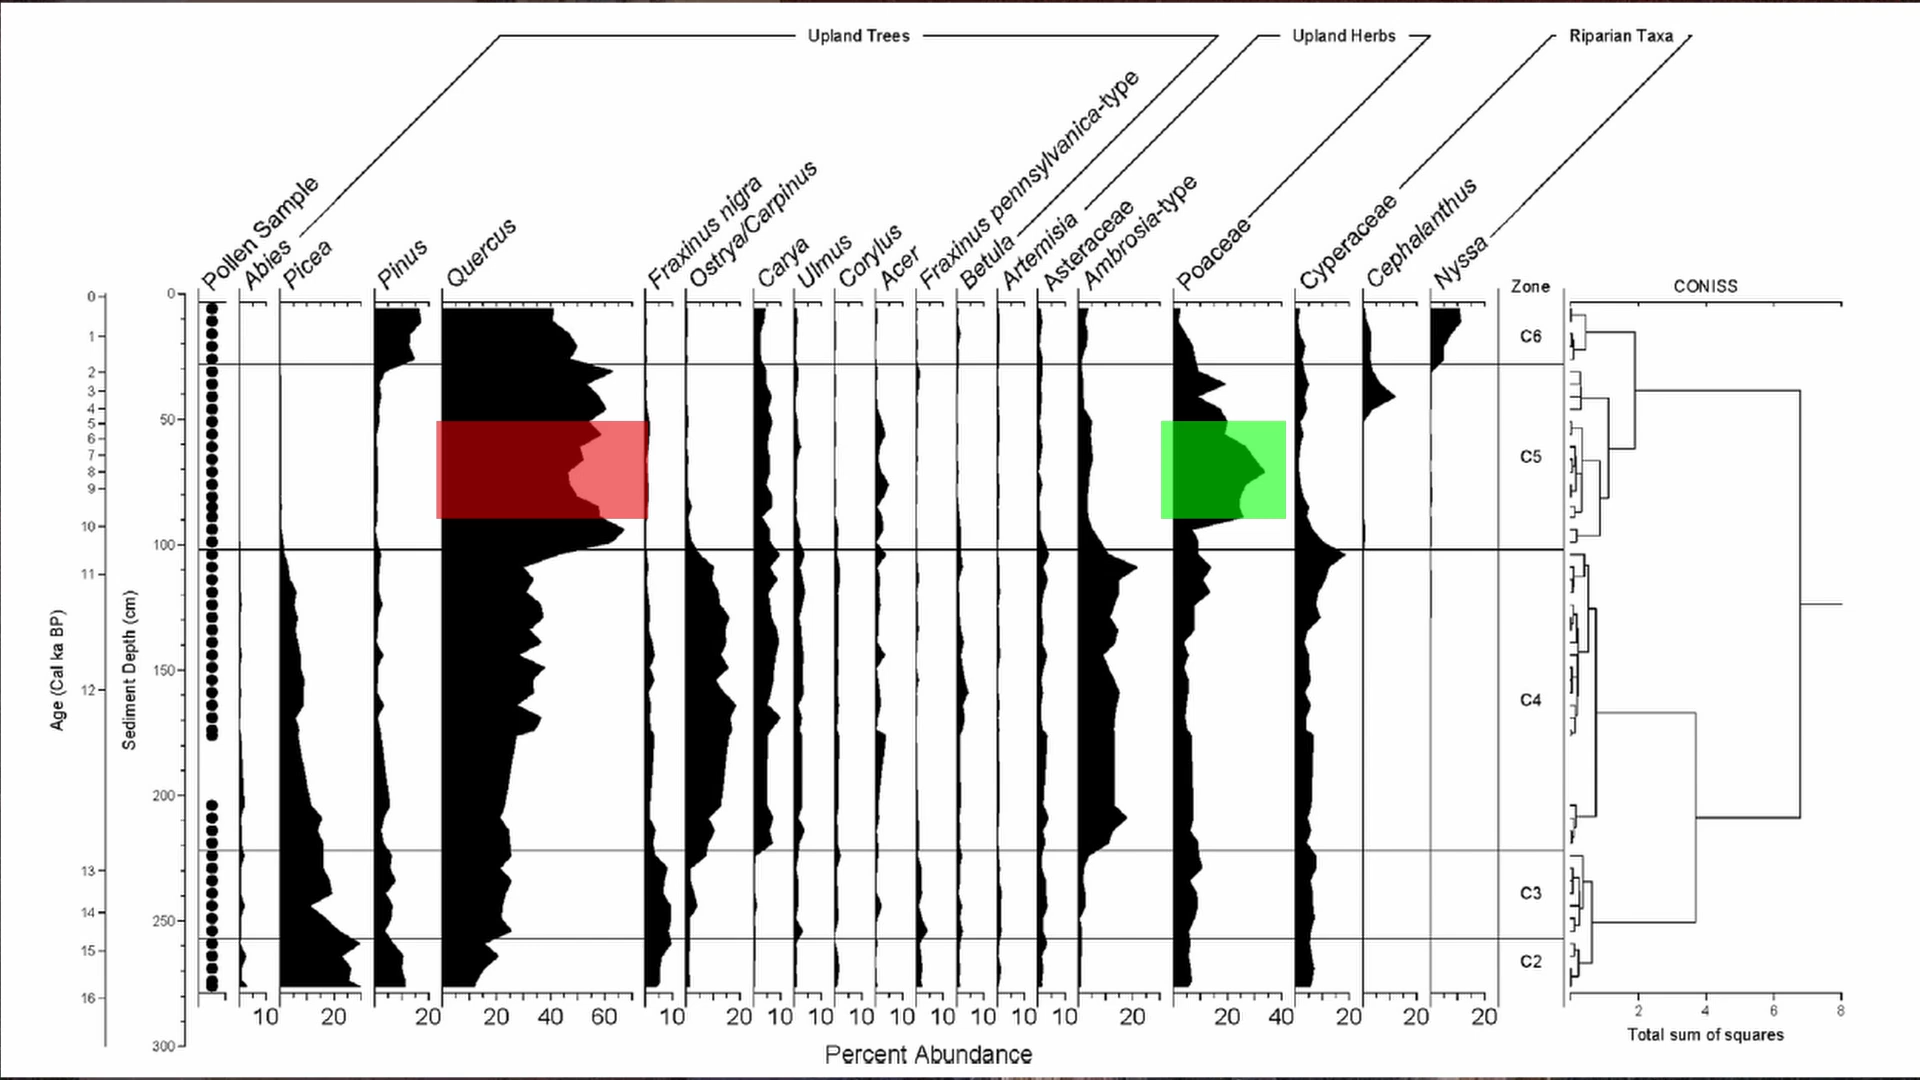 Upland Trees
Upland Herbs
Riparian Taxa
Pollen Sample
Abies
Picea
Pinus
Quercus
Fraxinus nigra
Ostrya/Carpinus
Carya
Ulmus
Corylus
Acer
Fraxinus pennsylvanica-type
Betula
Artemisia
Asteraceae
Ambrosia-type
Poaceae
Cyperaceae
Cephalanthus
Nyssa
Zone
CONISS
Age (Cal ka BP)
0
1
2
3
4
5
6
7
8
9
10
11
12
13
14
15
16
Sediment Depth (cm)
0
50
100
150
200
250
300
C6
C5
C4
C3
C2
10 20 20 20 40 60 10 20 10 10 10 10 10 10 10 10 20 20 40 20 20 20
2 4 6 8
Total sum of squares
Percent Abundance